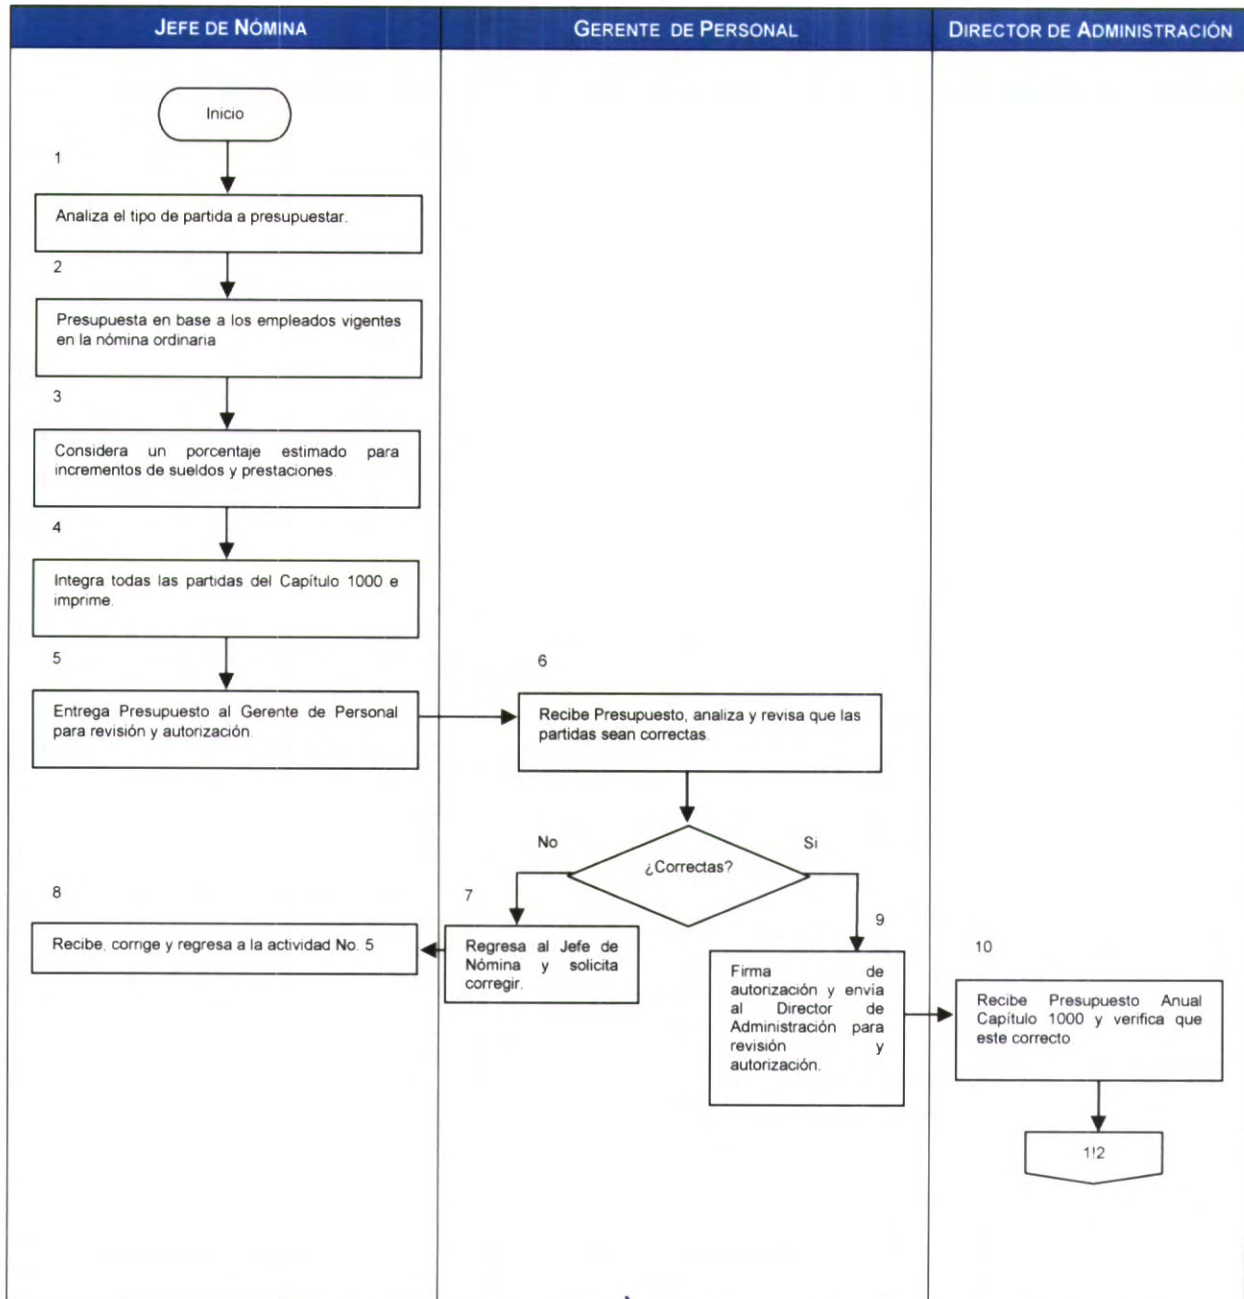 JEFE DE NÓMINA
GERENTE DE PERSONAL
DIRECTOR DE ADMINISTRACIÓN
Inicio
1
Analiza el tipo de partida a presupuestar.
2
Presupuesta en base a los empleados vigentes
en la nómina ordinaria
3
Considera un porcentaje estimado para
incrementos de sueldos y prestaciones.
4
Integra todas las partidas del Capítulo 1000 e
imprime.
5
Entrega Presupuesto al Gerente de Personal
para revisión y autorización.
6
Recibe Presupuesto, analiza y revisa que las
partidas sean correctas.
No
¿Correctas?
Si
7
Regresa al Jefe de
Nómina y solicita
corregir.
8
Recibe, corrige y regresa a la actividad No. 5
9
Firma de
autorización y envía
al Director de
Administración para
revisión y
autorización.
10
Recibe Presupuesto Anual
Capítulo 1000 y verifica que
este correcto.
1!2